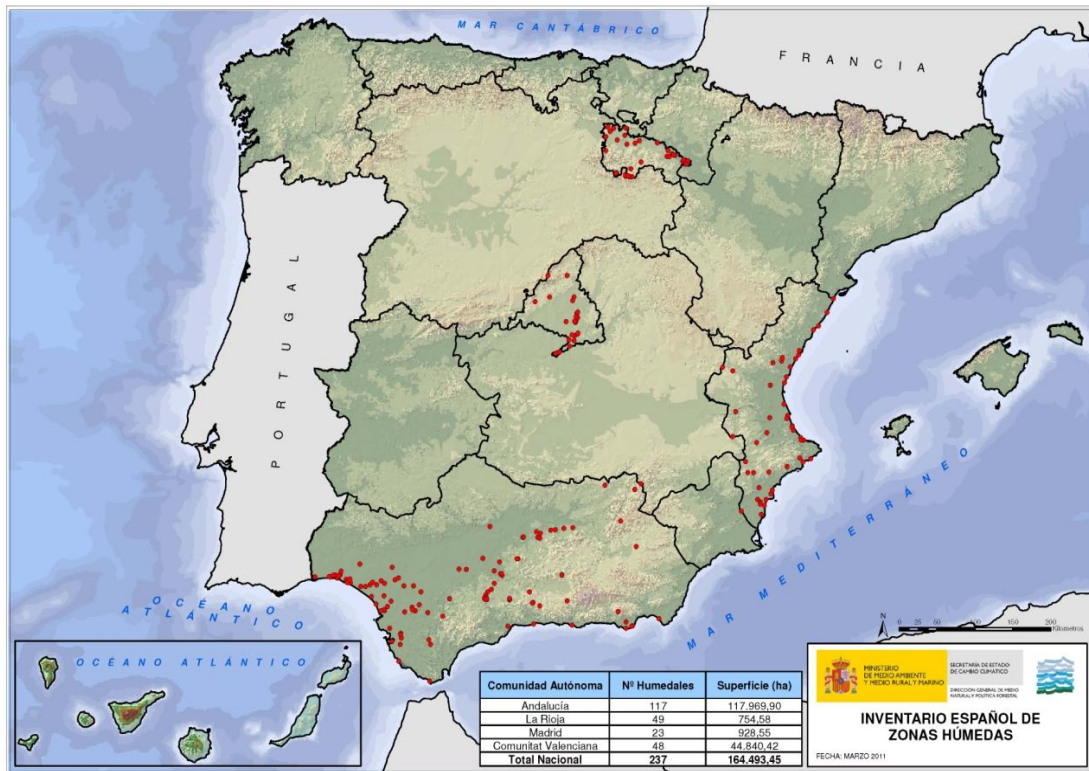 MAR CANTÁBRICO
FRANCIA
PORTUGAL
MAR MEDITERRÁNEO
OCÉANO
ATLÁNTICO
OCÉANO ATLÁNTICO
N
0 25 50 100 150 200
Kilometros
Comunidad Autónoma Nº Humedales Superficie (ha)
Andalucía 117 117.969,90
La Rioja 49 754,58
Madrid 23 928,55
Comunitat Valenciana 48 44.840,42
Total Nacional 237 164.493,45
MINISTERIO
DE MEDIO AMBIENTE
Y MEDIO RURAL Y MARINO
SECRETARÍA DE ESTADO
DE CAMBIO CLIMÁTICO
DIRECCIÓN GENERAL DE MEDIO
NATURAL Y POLÍTICA FORESTAL
INVENTARIO ESPAÑOL DE
ZONAS HÚMEDAS
FECHA: MARZO 2011